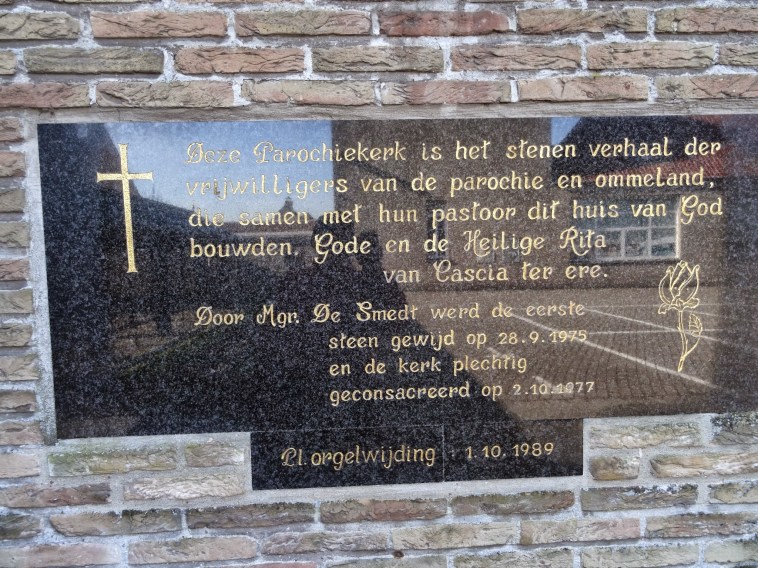 Deze Parochiekerk is het stenen verhaal der
vrijwilligers van de parochie en ommeland,
die samen met hun pastoor dit huis van God
bouwden, Gode en de Heilige Rita
van Cascia ter ere.
Door Mgr. De Smedt werd de eerste
steen gewijd op 28.9.1975
en de kerk plechtig
geconsacreerd op 2.10.1977
Pl. orgelwijding - 1.10.1989